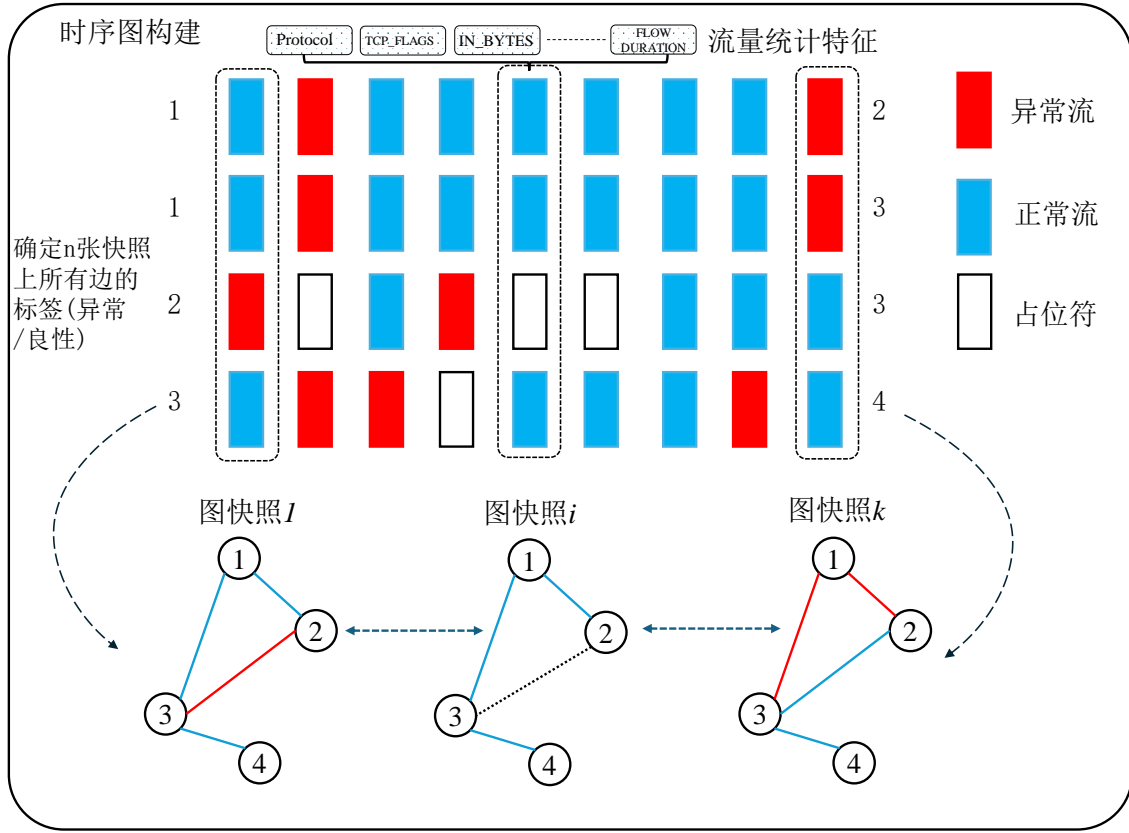 时序图构建
Protocol TCP_FLAGS IN_BYTES FLOW DURATION 流量统计特征
1 2 异常流
1 3 正常流
确定n张快照
上所有边的
标签(异常
/良性)
2 3 占位符
3 4
图快照1 图快照i 图快照k
1 1 1
2 2 2
3 3 3
4 4 4